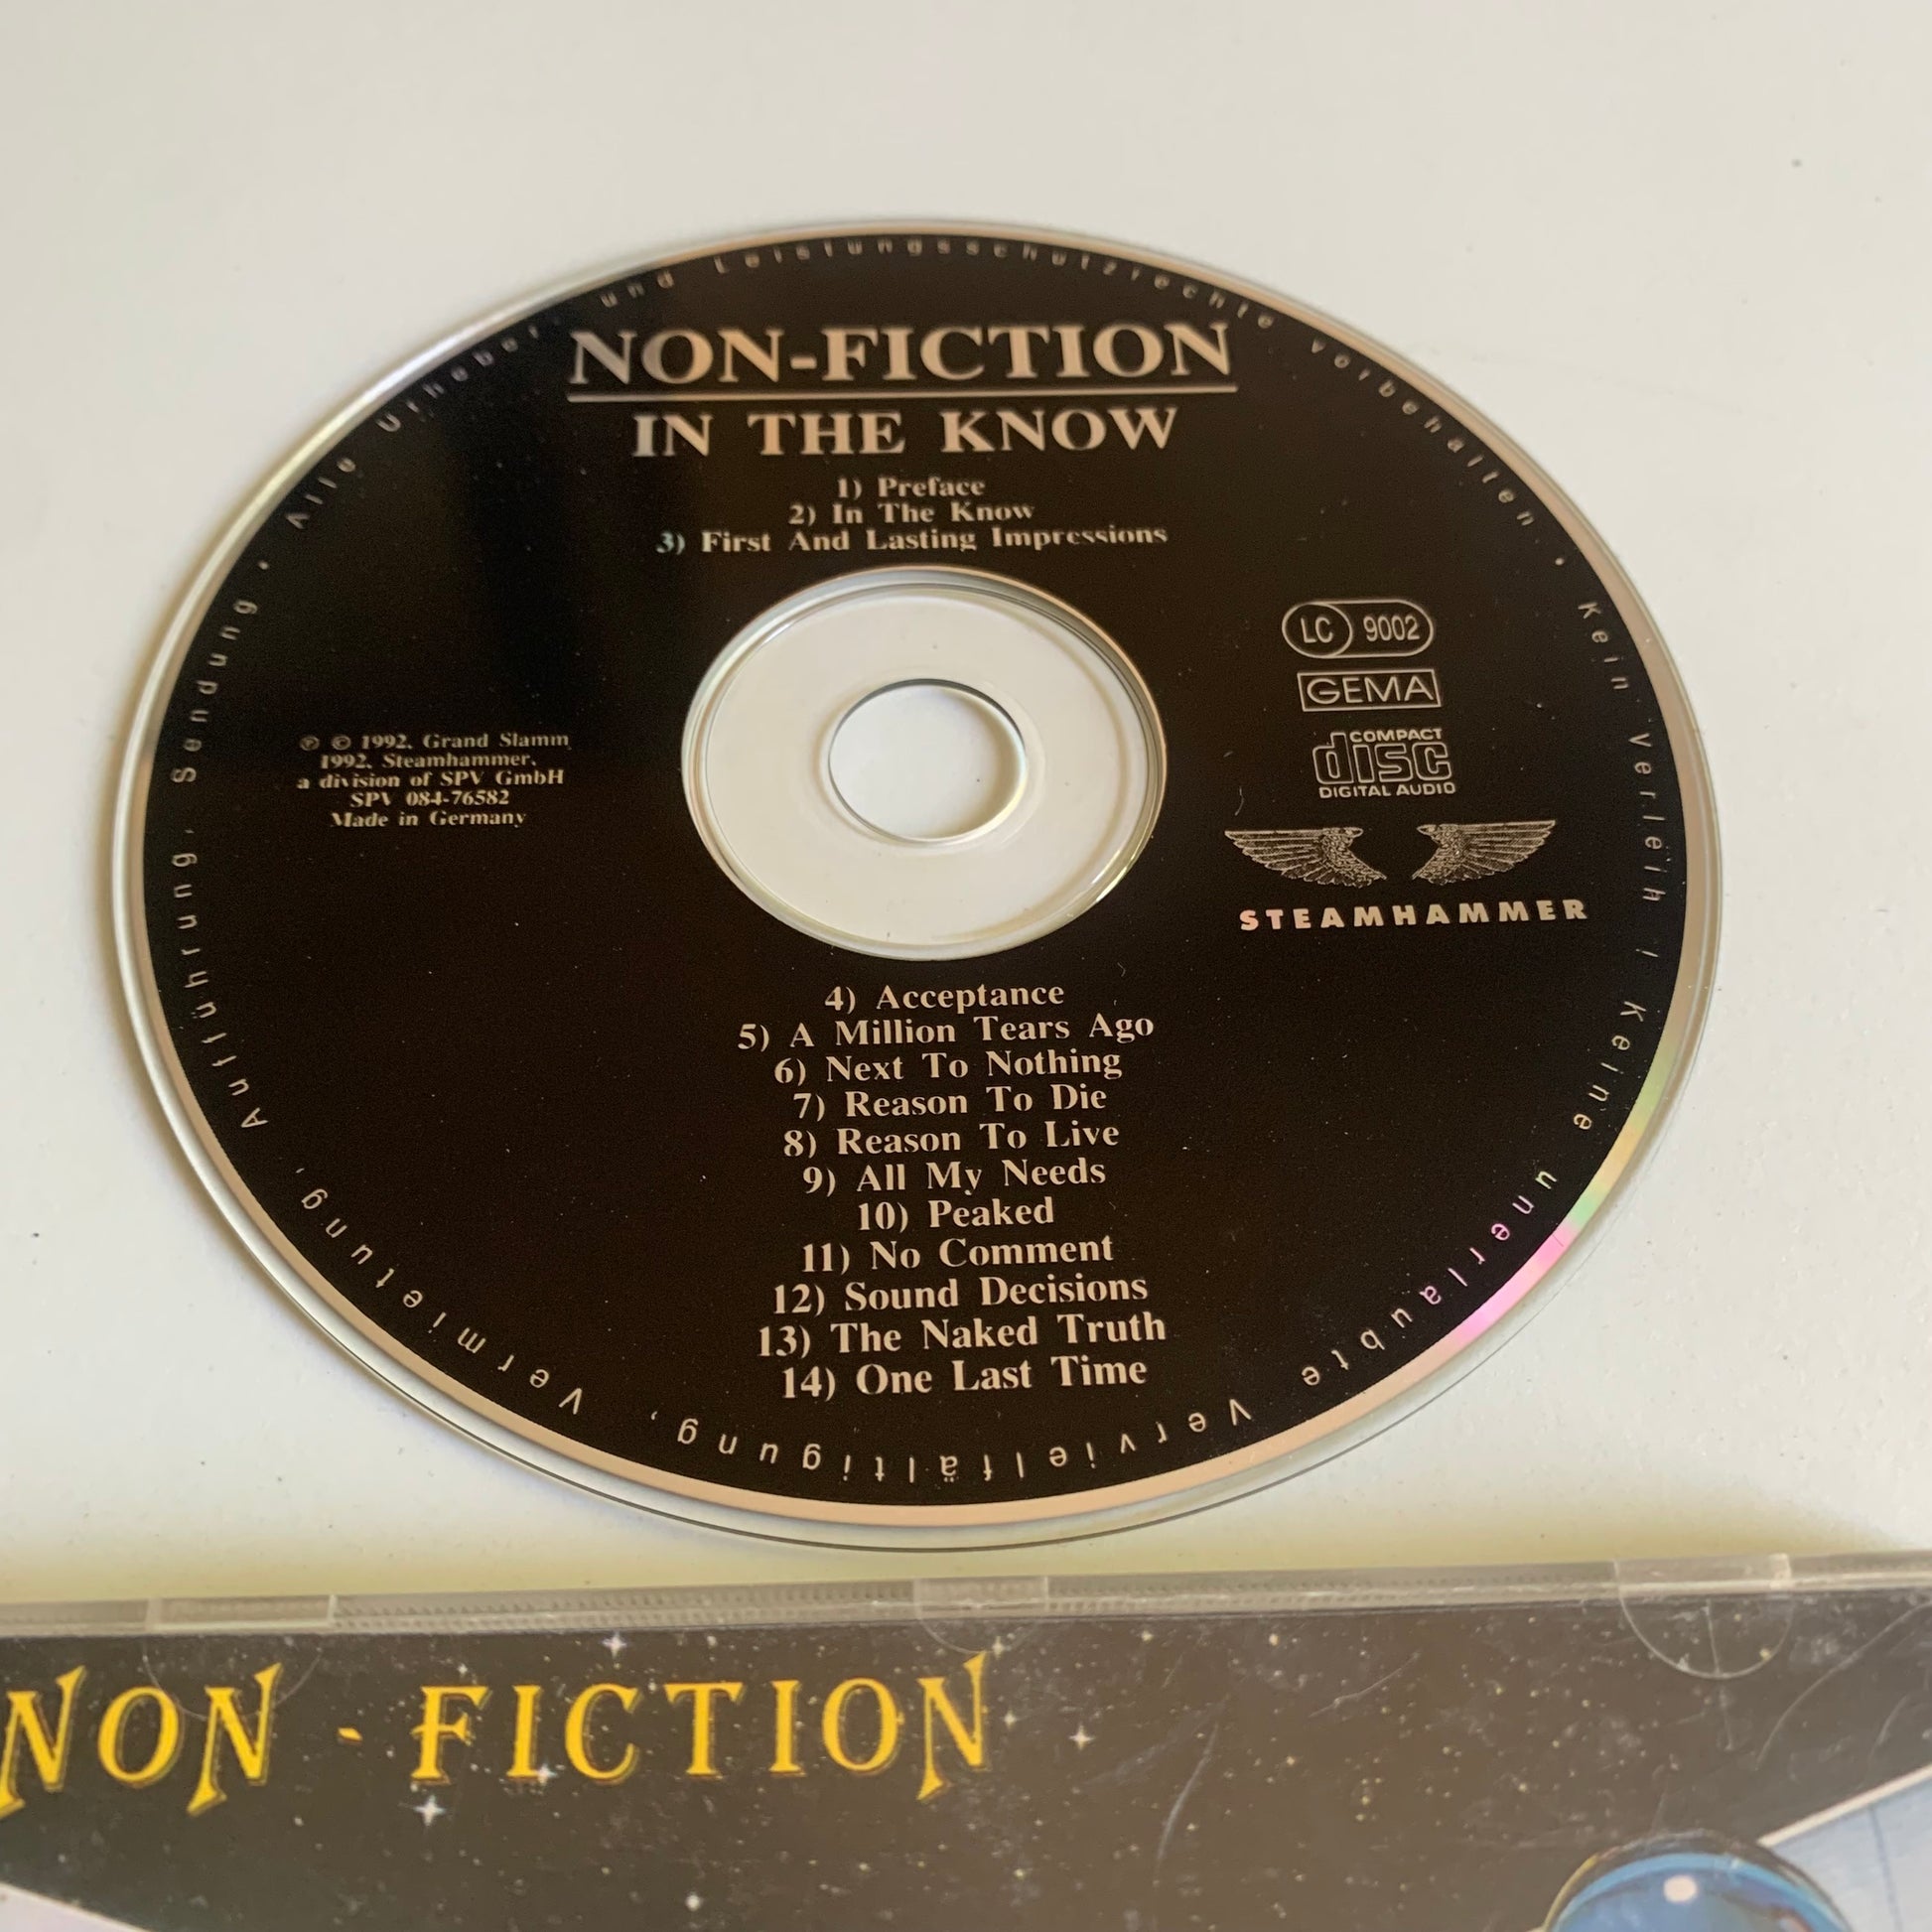 NON-FICTION
IN THE KNOW
1) Preface
2) In The Know
3) First And Lasting Impressions
LC 9002
GEMA
COMPACT
disc
DIGITAL AUDIO
STEAMHAMMER
℗ © 1992. Grand Slamm
1992. Steamhammer.
a division of SPV GmbH
SPV 084-76582
Made in Germany
4) Acceptance
5) A Million Tears Ago
6) Next To Nothing
7) Reason To Die
8) Reason To Live
9) All My Needs
10) Peaked
11) No Comment
12) Sound Decisions
13) The Naked Truth
14) One Last Time
Alle Urheber- und Leistungsschutzrechte vorbehalten • Kein Verleih ! Keine unerlaubte Vervielfältigung, Vermietung, Aufführung, Sendung •
NON - FICTION